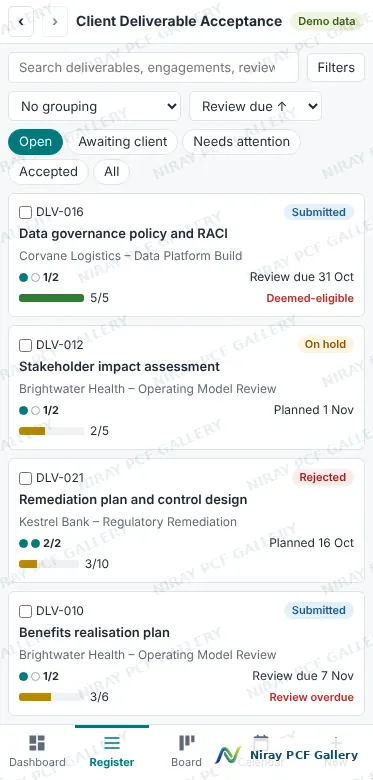 Client Deliverable Acceptance Demo data
Search deliverables, engagements, review
Filters
No grouping Review due ↑
Open Awaiting client Needs attention
Accepted All
DLV-016 Submitted
Data governance policy and RACI
Corvane Logistics – Data Platform Build
1/2 Review due 31 Oct
5/5 Deemed-eligible
DLV-012 On hold
Stakeholder impact assessment
Brightwater Health – Operating Model Review
1/2 Planned 1 Nov
2/5
DLV-021 Rejected
Remediation plan and control design
Kestrel Bank – Regulatory Remediation
2/2 Planned 16 Oct
3/10
DLV-010 Submitted
Benefits realisation plan
Brightwater Health – Operating Model Review
1/2 Review due 7 Nov
3/6 Review overdue
Dashboard Register Board Calendar
Niray PCF Gallery
NIRAY PCF GALLERY